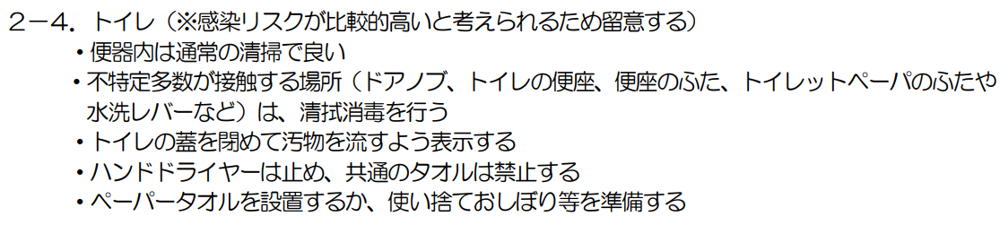 ２－４．トイレ（※感染リスクが比較的高いと考えられるため留意する）
・便器内は通常の清掃で良い
・不特定多数が接触する場所（ドアノブ、トイレの便座、便座のふた、トイレットペーパのふたや
水洗レバーなど）は、清拭消毒を行う
・トイレの蓋を閉めて汚物を流すよう表示する
・ハンドドライヤーは止め、共通のタオルは禁止する
・ペーパータオルを設置するか、使い捨ておしぼり等を準備する